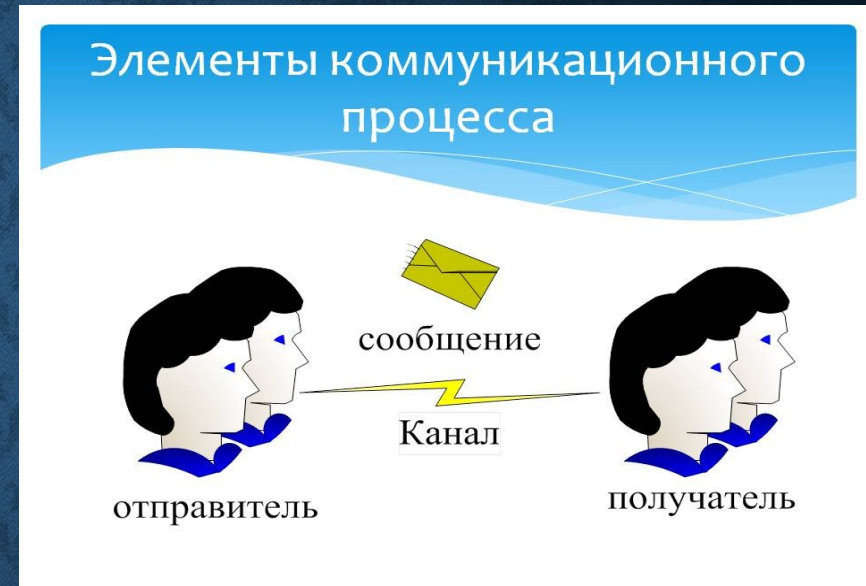 Элементы коммуникационного
процесса
сообщение
Канал
отправитель
получатель